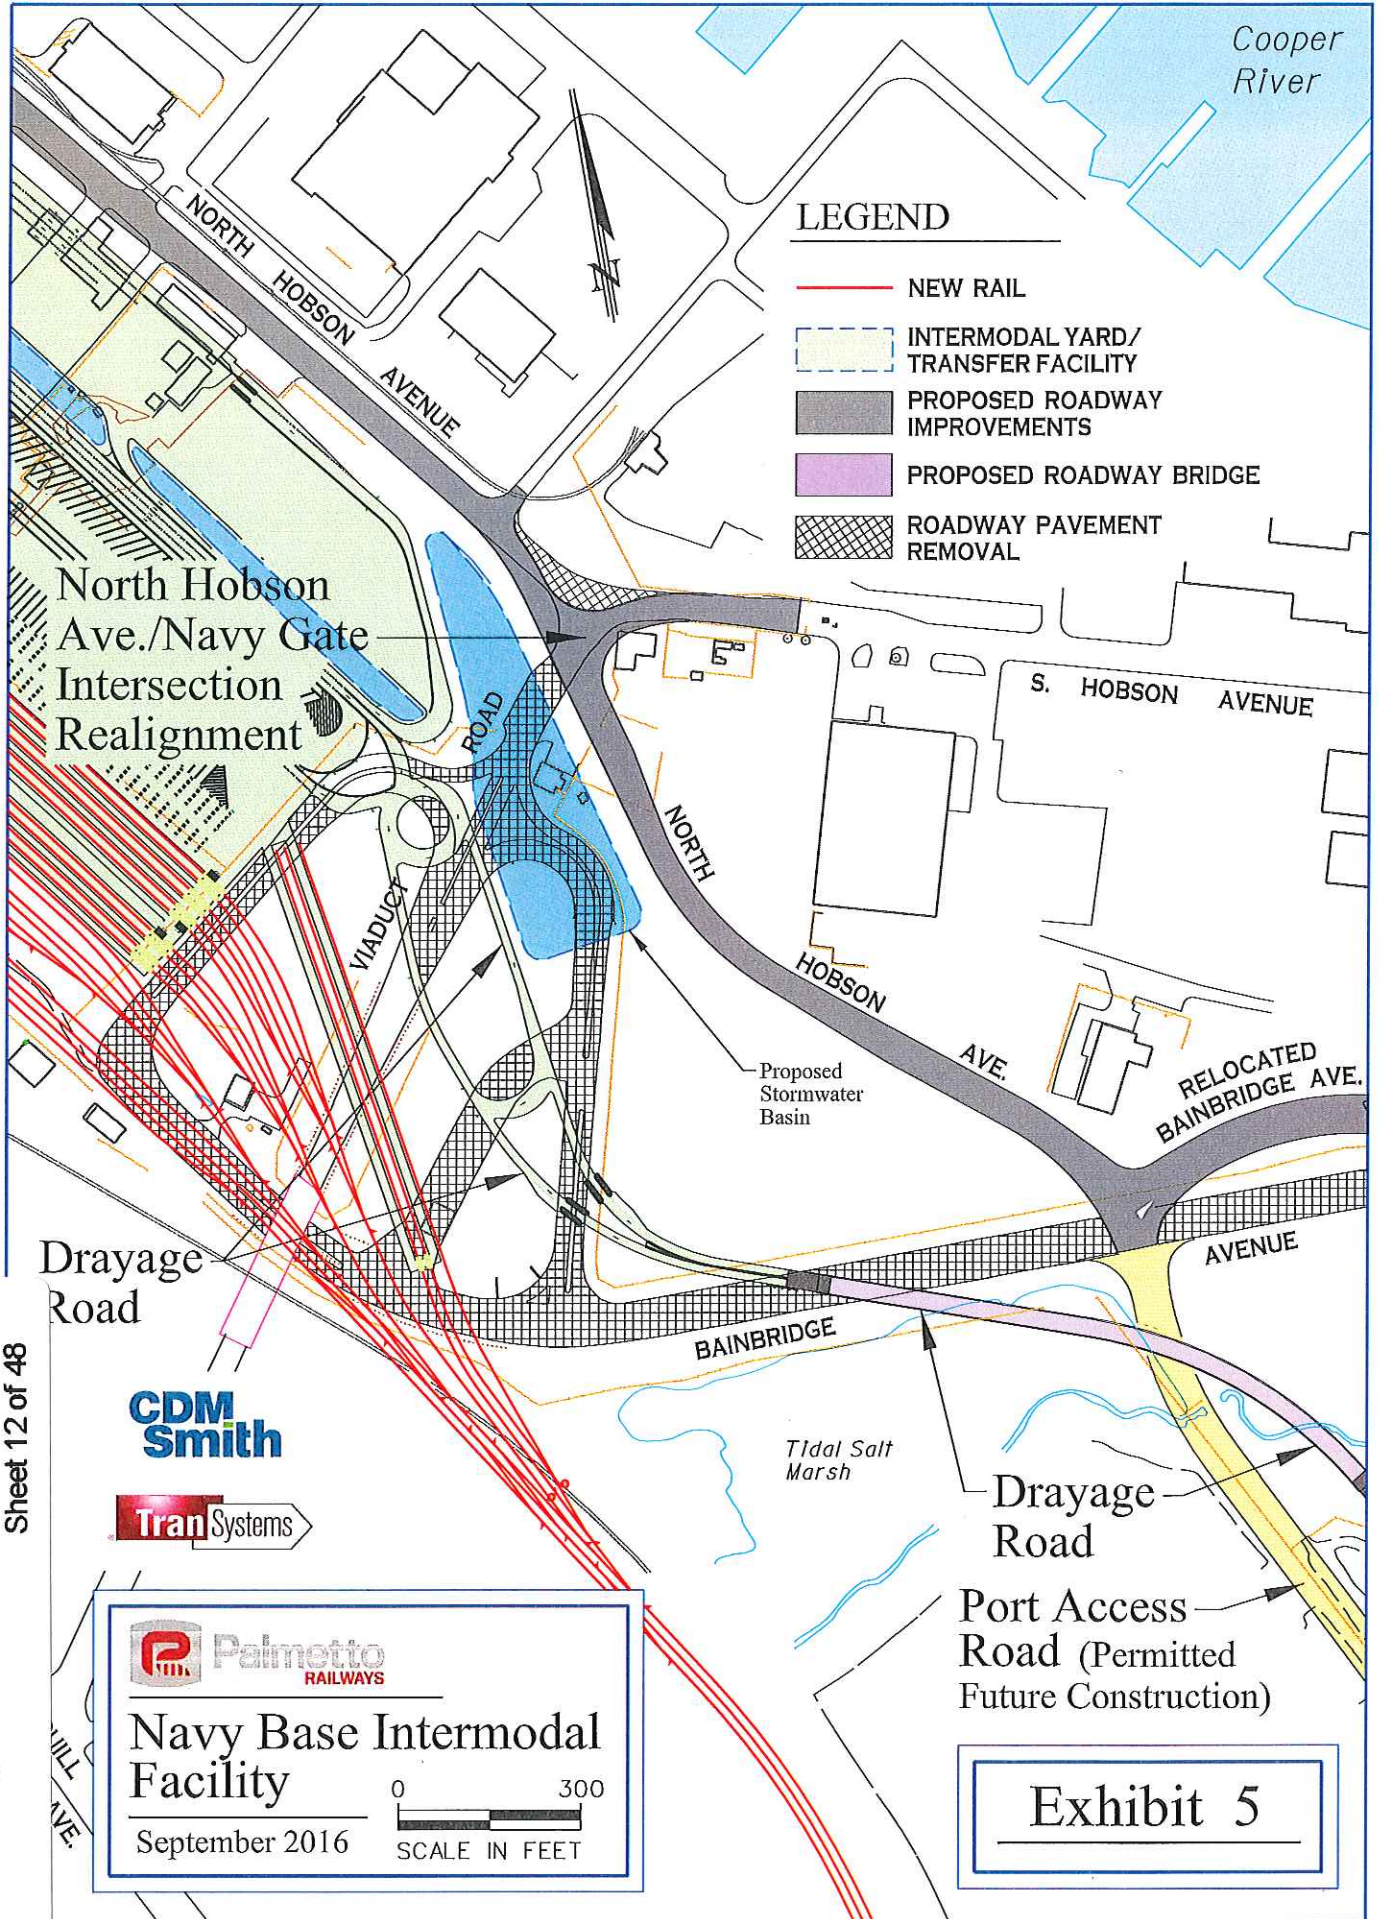 Cooper
River
LEGEND
NEW RAIL
INTERMODAL YARD/
TRANSFER FACILITY
PROPOSED ROADWAY
IMPROVEMENTS
PROPOSED ROADWAY BRIDGE
ROADWAY PAVEMENT
REMOVAL
N
NORTH HOBSON AVENUE
North Hobson
Ave./Navy Gate
Intersection
Realignment
VIADUCT ROAD
S. HOBSON AVENUE
NORTH HOBSON AVE.
RELOCATED
BAINBRIDGE AVE.
Proposed
Stormwater
Basin
BAINBRIDGE AVENUE
Drayage
Road
Tidal Salt
Marsh
Drayage
Road
Port Access
Road (Permitted
Future Construction)
Sheet 12 of 48
CDM
Smith
TranSystems
Palmetto
RAILWAYS
Navy Base Intermodal
Facility
September 2016
0 300
SCALE IN FEET
Exhibit 5
AVE.